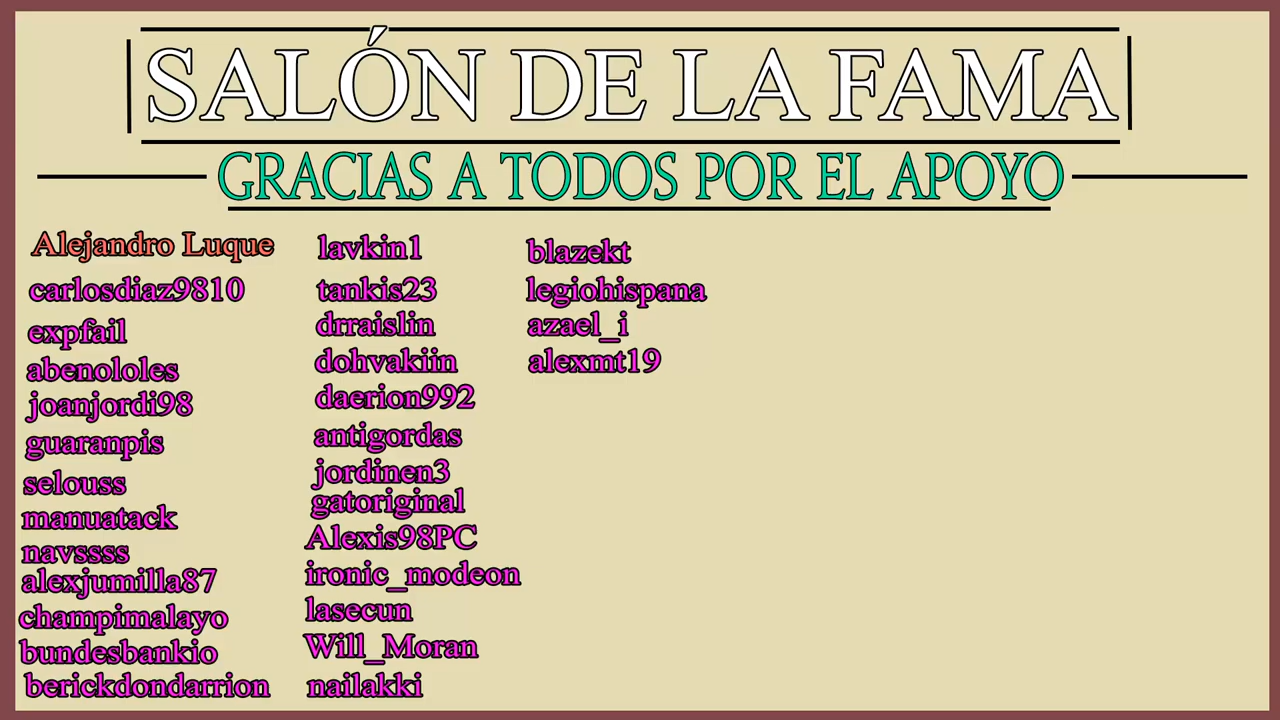 SALÓN DE LA FAMA
GRACIAS A TODOS POR EL APOYO
Alejandro Luque
carlosdiaz9810
expfail
abenololes
joanjordi98
guaranpis
selouss
manuatack
navssss
alexjumilla87
champimalayo
bundesbankio
berickdondarrion
lavkin1
tankis23
drraislin
dohvakiin
daerion992
antigordas
jordinen3
gatoriginal
Alexis98PC
ironic_modeon
lasecun
Will_Moran
nailakki
blazekt
legiohispana
azael_i
alexmt19